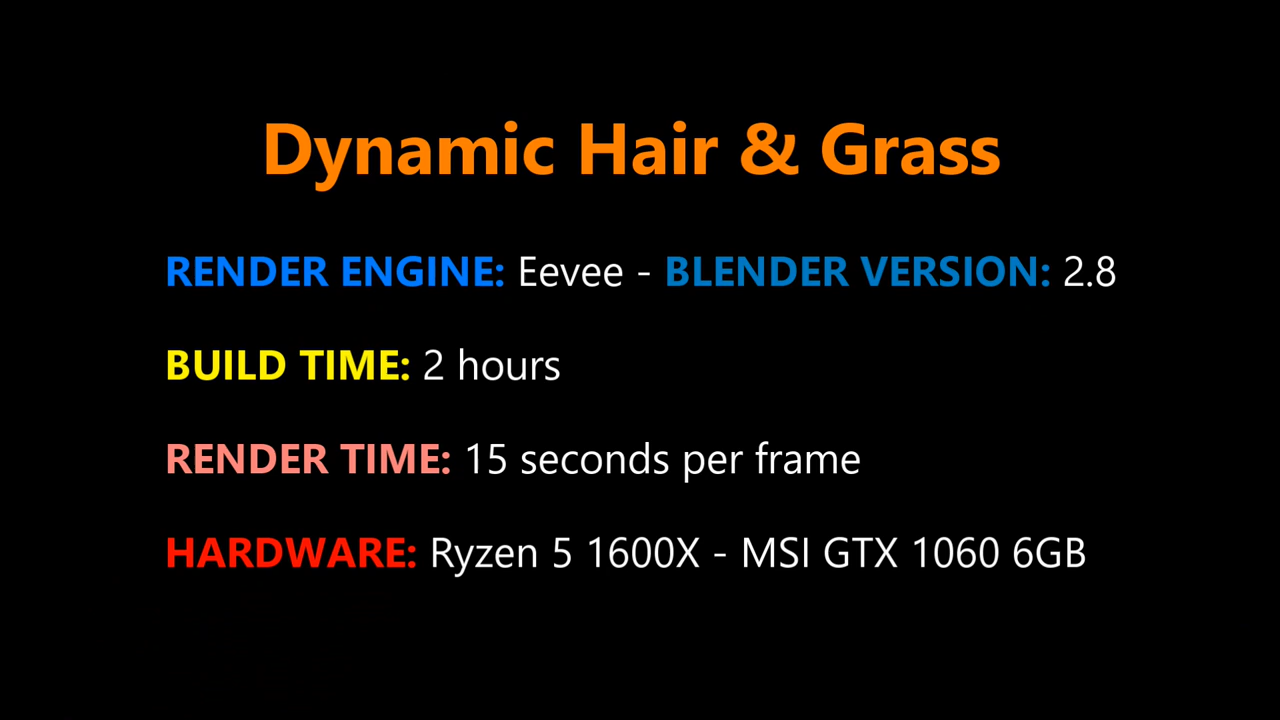 Dynamic Hair & Grass
RENDER ENGINE: Eevee - BLENDER VERSION: 2.8
BUILD TIME: 2 hours
RENDER TIME: 15 seconds per frame
HARDWARE: Ryzen 5 1600X - MSI GTX 1060 6GB